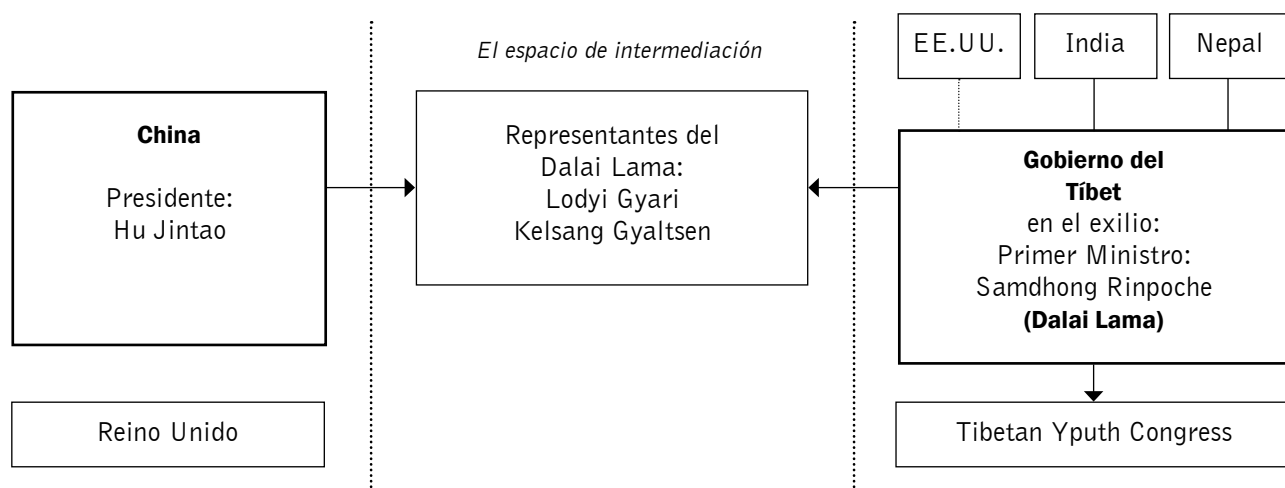 El espacio de intermediación
EE.UU.
India
Nepal
China
Presidente:
Hu Jintao
Representantes del
Dalai Lama:
Lodyi Gyari
Kelsang Gyaltsen
Gobierno del
Tíbet
en el exilio:
Primer Ministro:
Samdhong Rinpoche
(Dalai Lama)
Reino Unido
Tibetan Yputh Congress